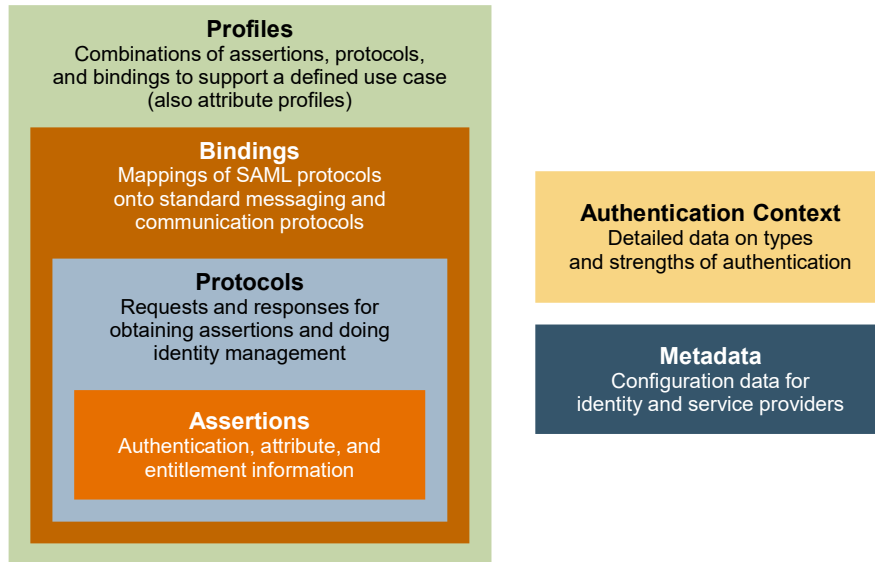 Profiles
Combinations of assertions, protocols,
and bindings to support a defined use case
(also attribute profiles)
Bindings
Mappings of SAML protocols
onto standard messaging and
communication protocols
Protocols
Requests and responses for
obtaining assertions and doing
identity management
Assertions
Authentication, attribute, and
entitlement information
Authentication Context
Detailed data on types
and strengths of authentication
Metadata
Configuration data for
identity and service providers